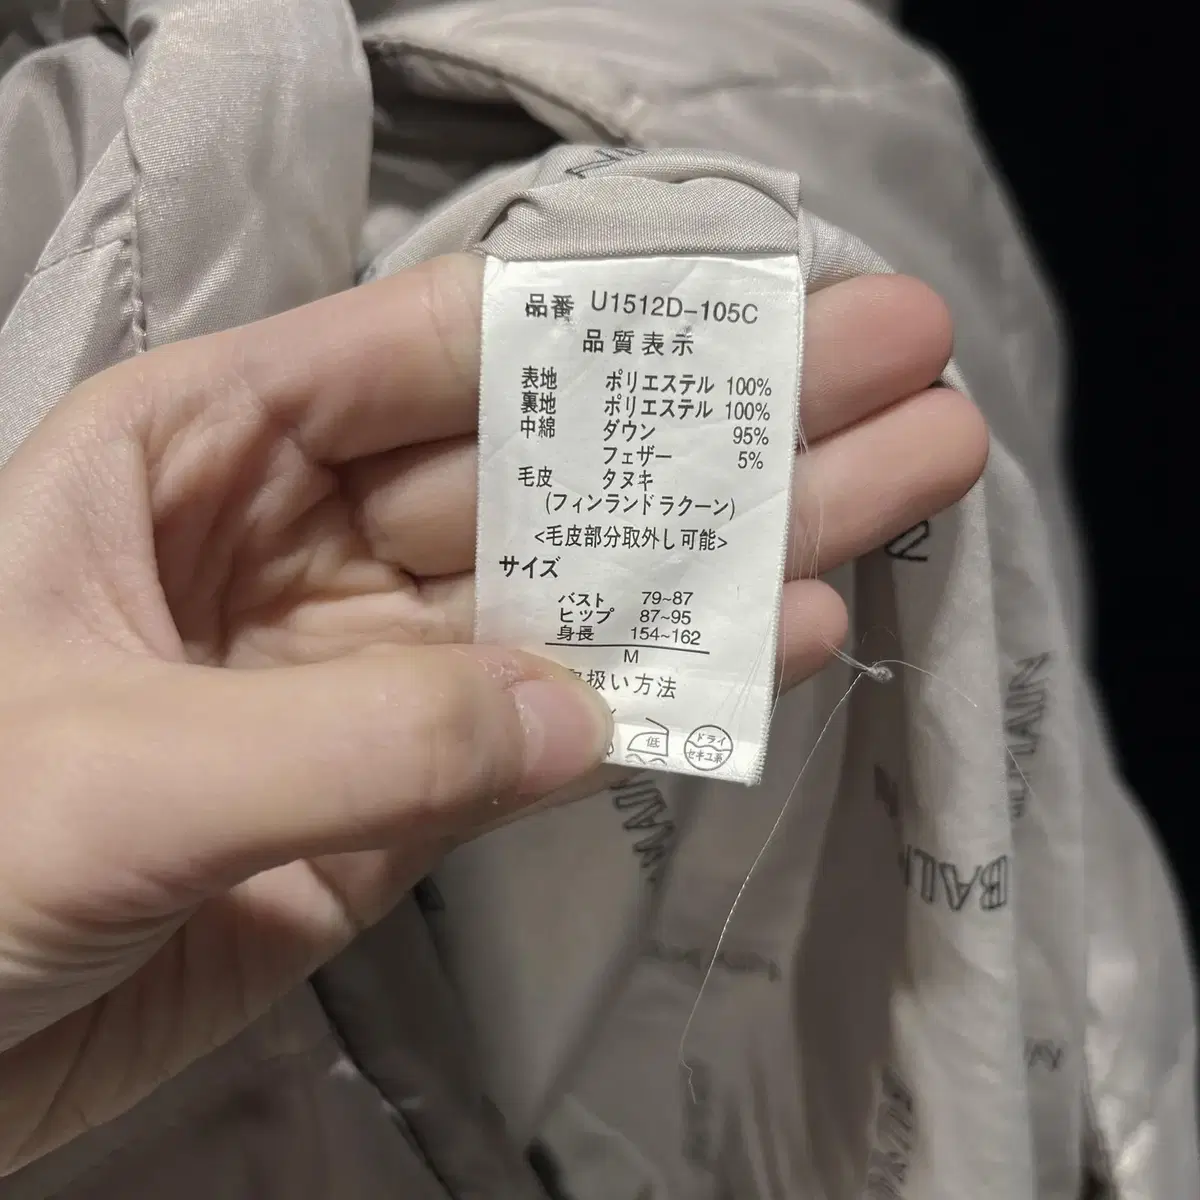 品番 U1512D-105C
品質表示
表地 ポリエステル 100%
裏地 ポリエステル 100%
中綿 ダウン 95%
フェザー 5%
毛皮 タヌキ
(フィンランドラクーン)
<毛皮部分取外し可能>
サイズ
バスト 79~87
ヒップ 87~95
身長 154~162
M
扱い方法
低
ドライ
セキユ系